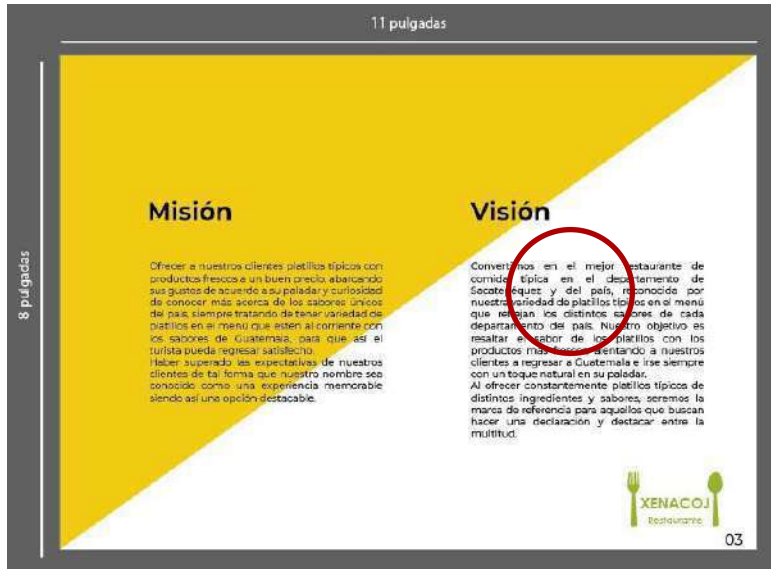 11 pulgadas
8 pulgadas
Misión
Ofrecer a nuestros clientes platillos típicos con
productos frescos a un buen precio, abarcando
sus gustos de acuerdo a su paladar y curiosidad
de conocer más acerca de los sabores únicos
del país, siempre tratando de tener variedad de
platillos en el menú que estén al corriente con
los sabores de Guatemala, para que así el
turista pueda regresar satisfecho.
Haber superado las expectativas de nuestros
clientes de tal forma que nuestro nombre sea
conocido como una experiencia memorable
siendo así una opción destacable.
Visión
Convertirnos en el mejor restaurante de
comida típica en el departamento de
Sacatepéquez y del país, reconocida por
nuestra variedad de platillos típicos en el menú
que reflejan los distintos sabores de cada
departamento del país. Nuestro objetivo es
resaltar el sabor de los platillos con los
productos más frescos, alentando a nuestros
clientes a regresar a Guatemala e irse siempre
con un toque natural en su paladar.
Al ofrecer constantemente platillos típicos de
distintos ingredientes y sabores, seremos la
marca de referencia para aquellos que buscan
hacer una declaración y destacar entre la
multitud.
XENACOJ
Restaurante
03